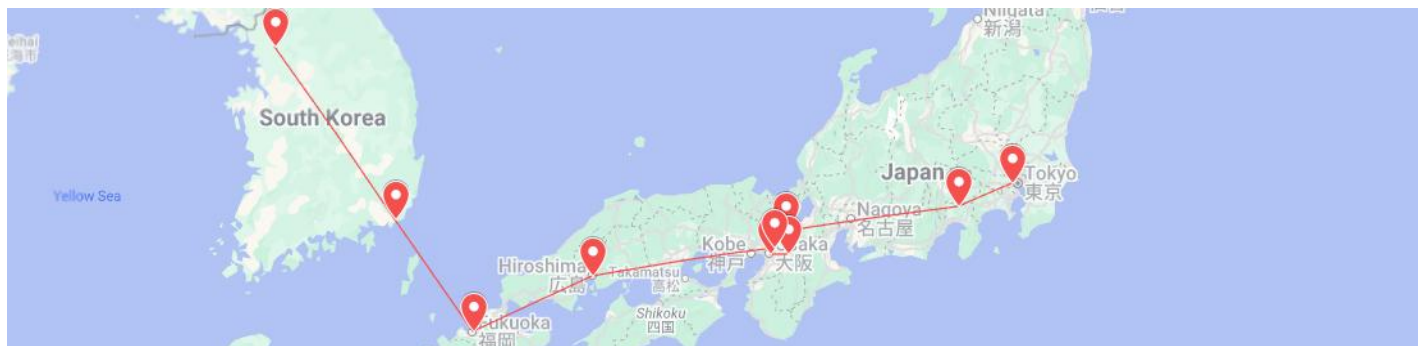 Niigata
新潟
South Korea
Yellow Sea
Japan
Tokyo
東京
Nagoya
名古屋
Kobe
神戸
大阪
Hiroshima
広島
Takamatsu
高松
Shikoku
四国
Fukuoka
福岡